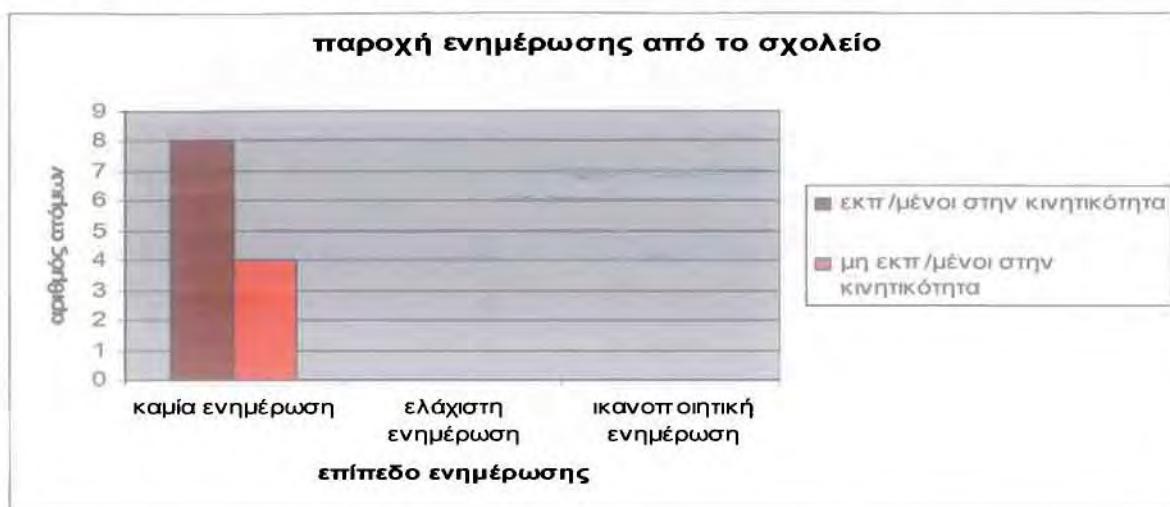 παροχή ενημέρωσης από το σχολείο
αριθμός ατόμων
9
8
7
6
5
4
3
2
1
0
καμία ενημέρωση
ελάχιστη
ενημέρωση
ικανοποιητική
ενημέρωση
επίπεδο ενημέρωσης
εκπ/μένοι στην κινητικότητα
μη εκπ/μένοι στην
κινητικότητα